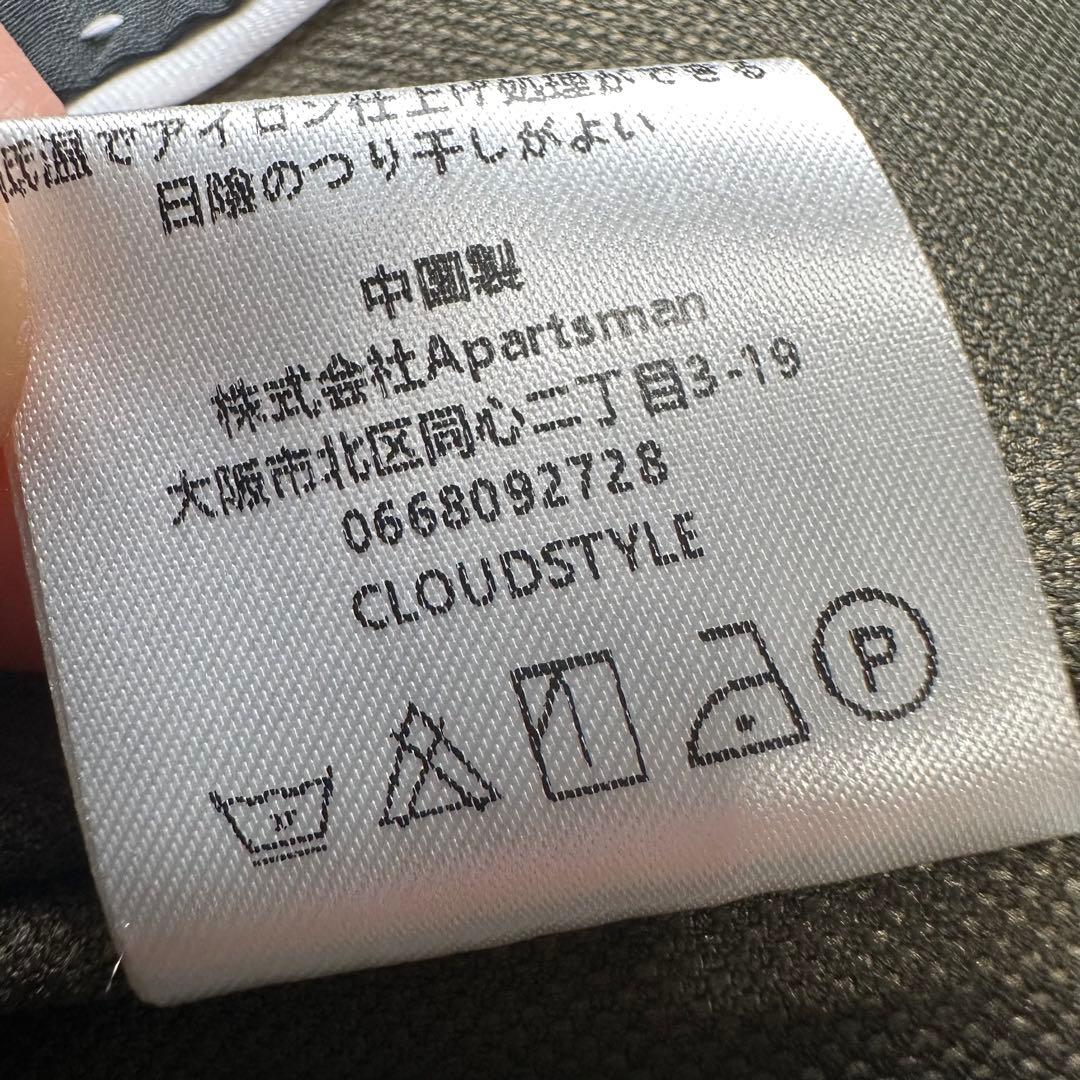 低温でアイロン仕上げ処理ができる
日陰のつり干しがよい
中国製
株式会社Apartsman
大阪市北区同心二丁目3-19
0668092728
CLOUDSTYLE
P